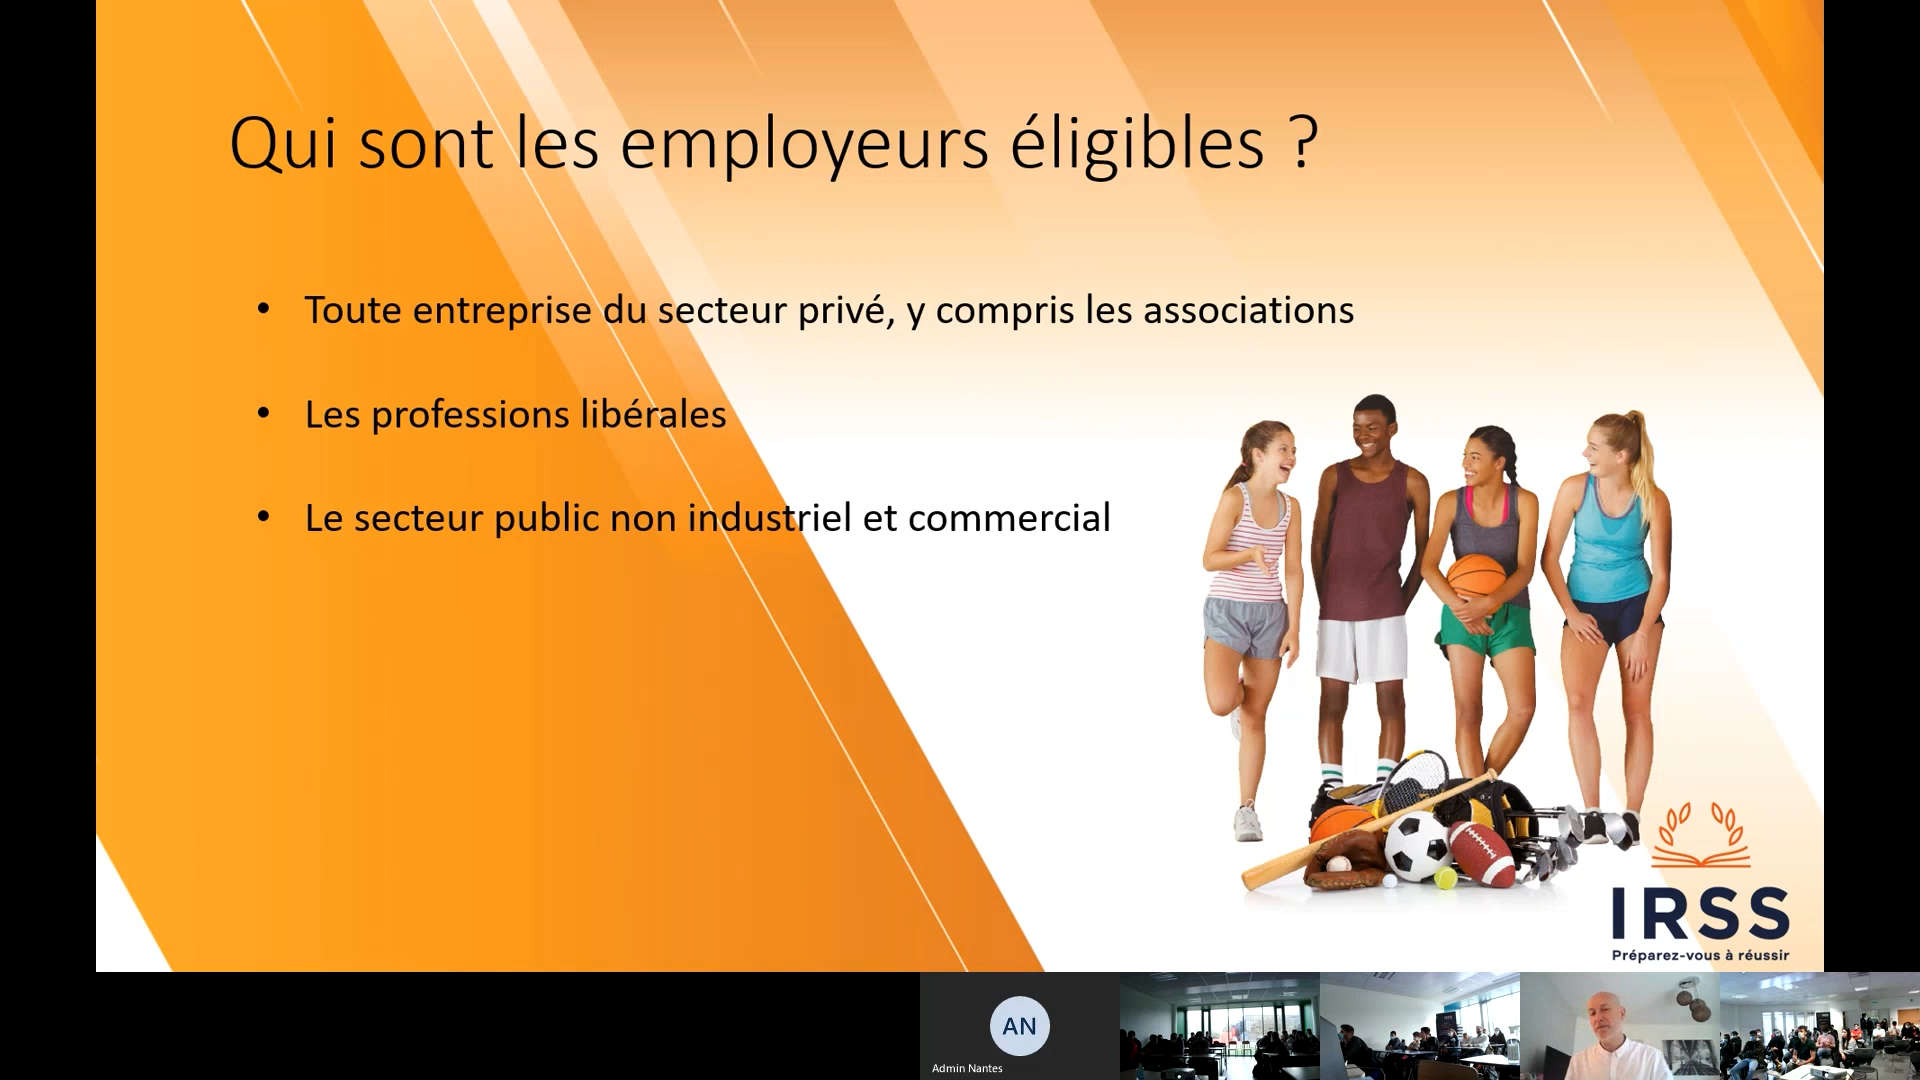 Qui sont les employeurs éligibles ?
• Toute entreprise du secteur privé, y compris les associations
• Les professions libérales
• Le secteur public non industriel et commercial
IRSS
Préparez-vous à réussir
AN
Admin Nantes